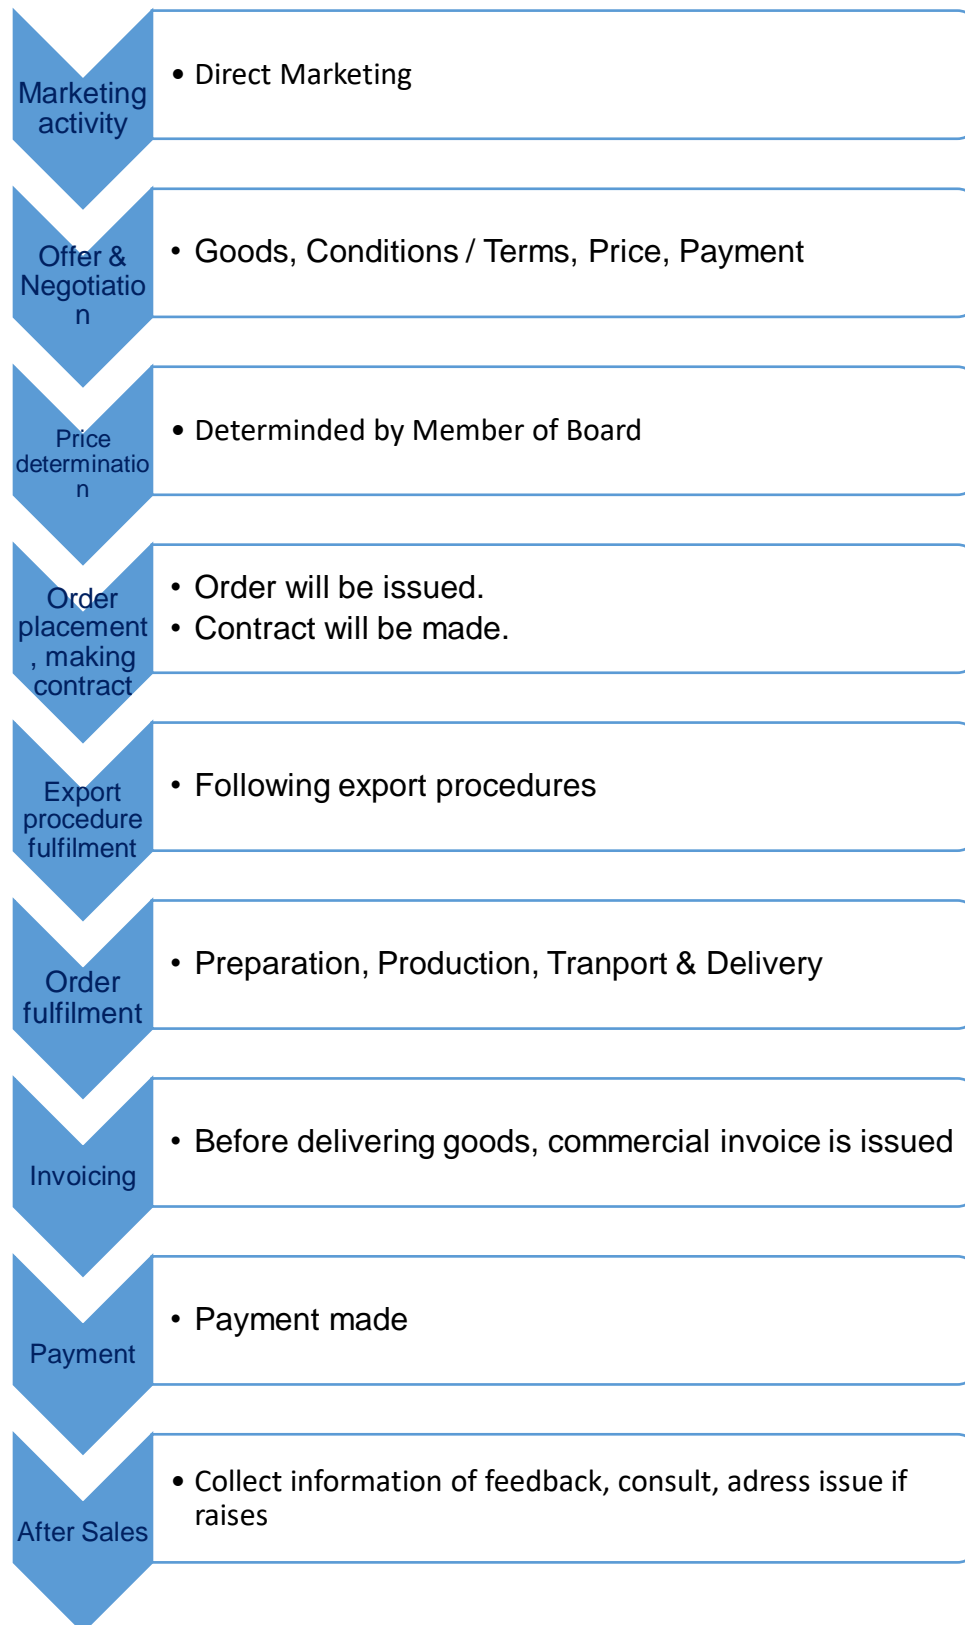 Marketing
activity
• Direct Marketing
Offer &
Negotiatio
n
• Goods, Conditions / Terms, Price, Payment
Price
determinatio
n
• Determinded by Member of Board
Order
placement
, making
contract
• Order will be issued.
• Contract will be made.
Export
procedure
fulfilment
• Following export procedures
Order
fulfilment
• Preparation, Production, Tranport & Delivery
Invoicing
• Before delivering goods, commercial invoice is issued
Payment
• Payment made
After Sales
• Collect information of feedback, consult, adress issue if
raises